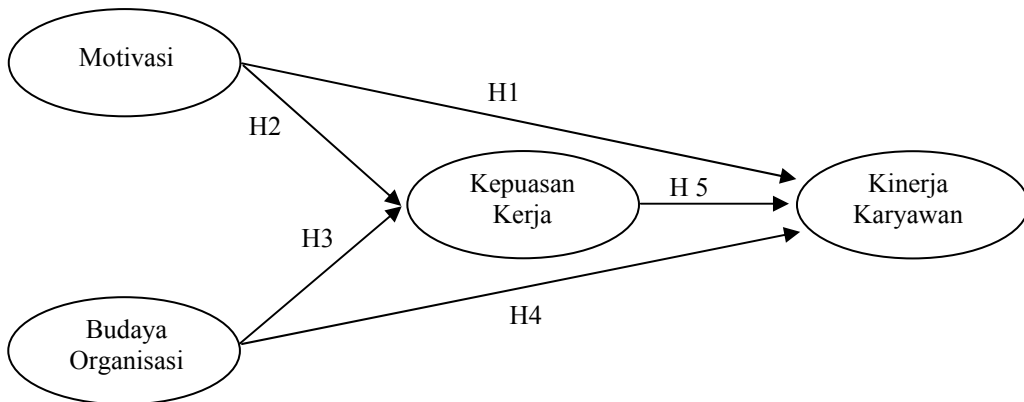 Motivasi
H1
H2
Kepuasan
Kerja
H 5
Kinerja
Karyawan
H3
H4
Budaya
Organisasi